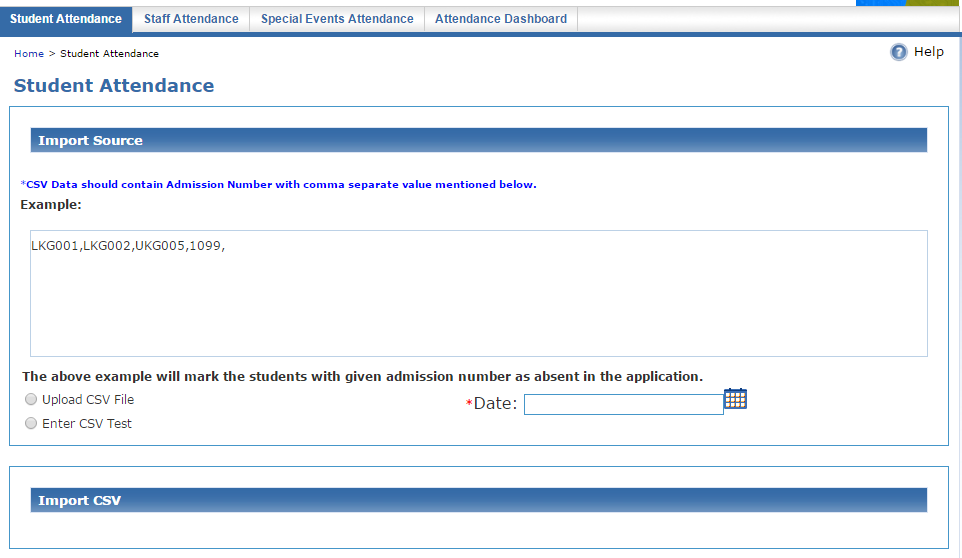 Student Attendance Staff Attendance Special Events Attendance Attendance Dashboard
Home > Student Attendance
Help
Student Attendance
Import Source
*CSV Data should contain Admission Number with comma separate value mentioned below.
Example:
LKG001,LKG002,UKG005,1099,
The above example will mark the students with given admission number as absent in the application.
Upload CSV File
*Date:
Enter CSV Test
Import CSV